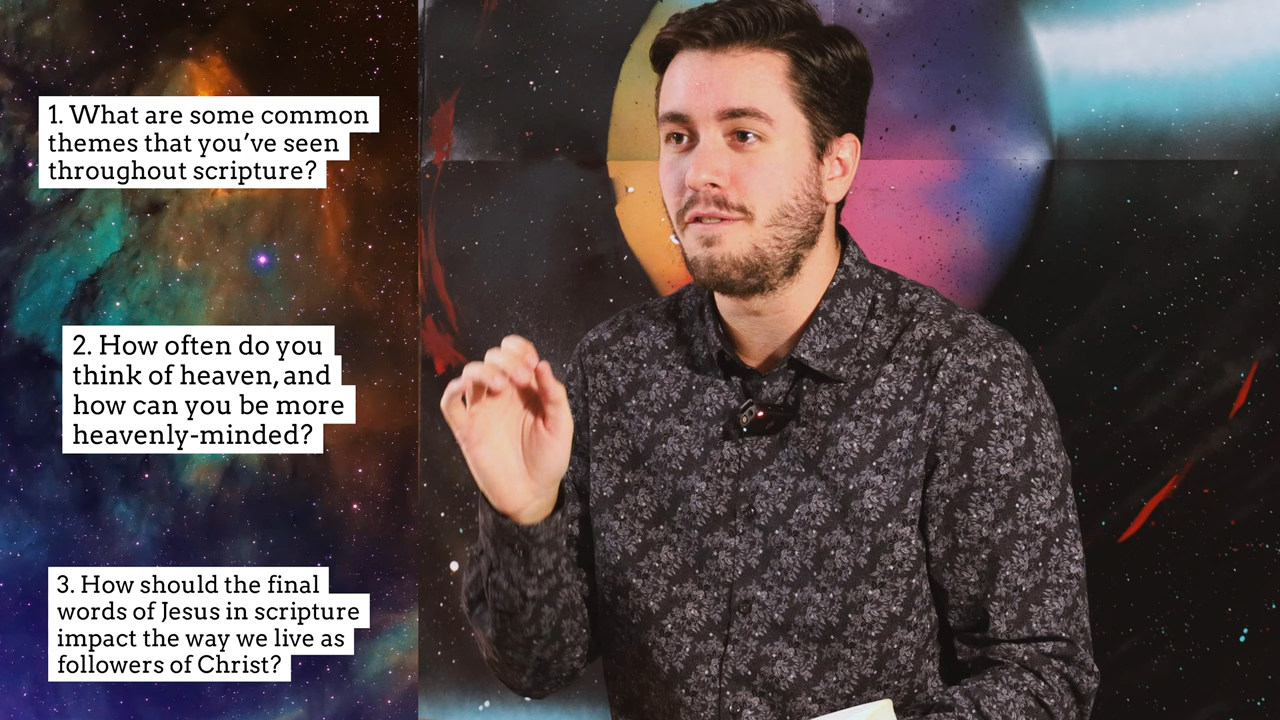 1. What are some common
themes that you’ve seen
throughout scripture?
2. How often do you
think of heaven, and
how can you be more
heavenly-minded?
3. How should the final
words of Jesus in scripture
impact the way we live as
followers of Christ?